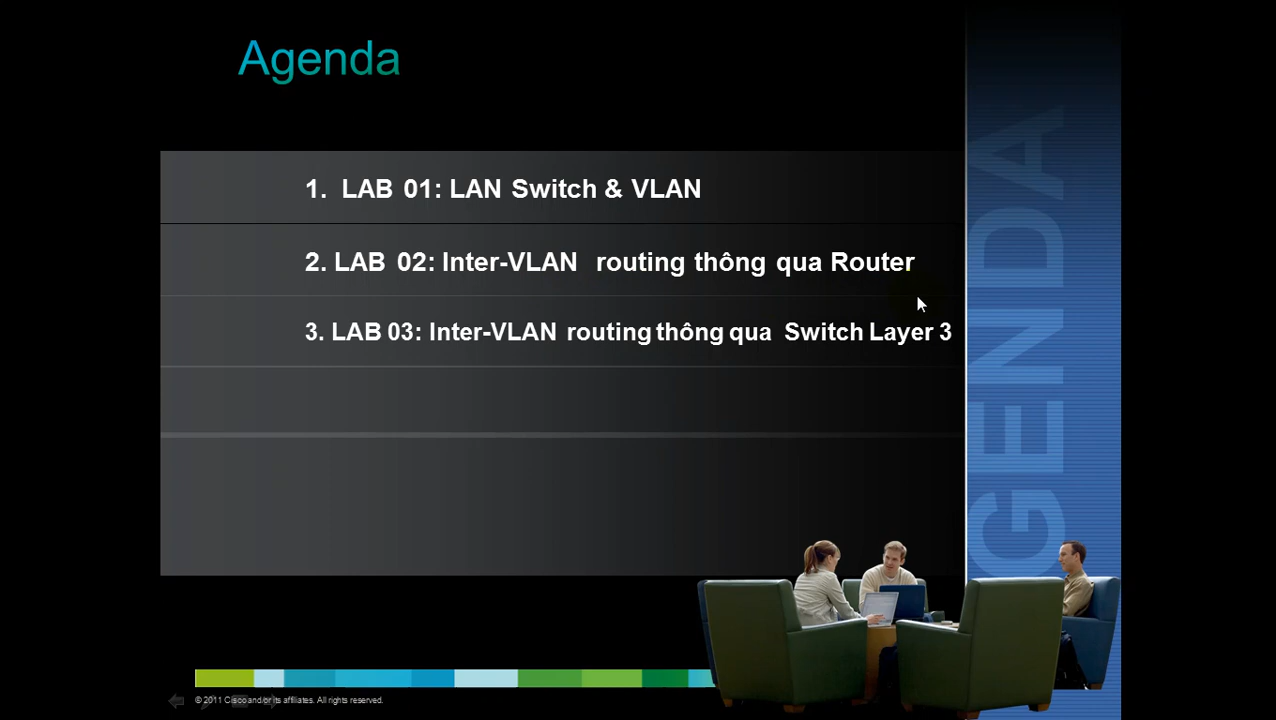 Agenda
1. LAB 01: LAN Switch & VLAN
2. LAB 02: Inter-VLAN routing thông qua Router
3. LAB 03: Inter-VLAN routing thông qua Switch Layer 3
AGENDA
© 2011 Cisco and/or its affiliates. All rights reserved.